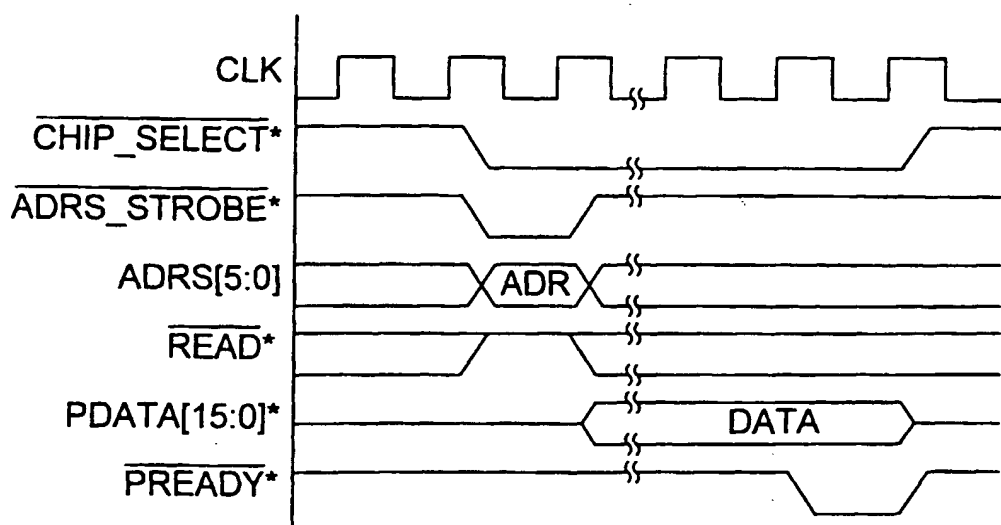 CLK
CHIP_SELECT*
ADRS_STROBE*
ADRS[5:0]
ADR
READ*
PDATA[15:0]*
DATA
PREADY*